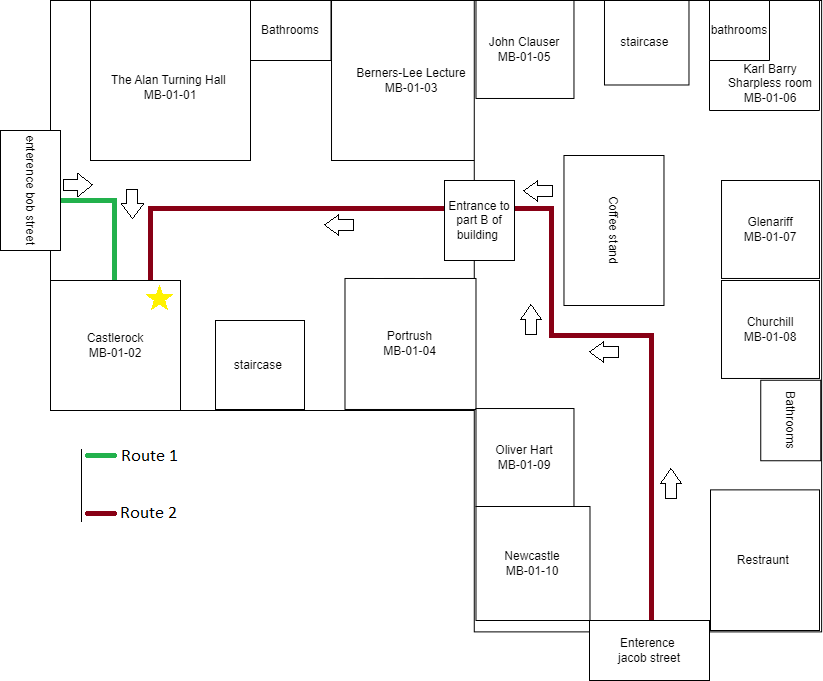 Bathrooms
The Alan Turning Hall
MB-01-01
Berners-Lee Lecture
MB-01-03
John Clauser
MB-01-05
staircase
bathrooms
Karl Barry
Sharpless room
MB-01-06
enterence bob street
Entrance to
part B of
building
Coffee stand
Glenariff
MB-01-07
Castlerock
MB-01-02
staircase
Portrush
MB-01-04
Churchill
MB-01-08
Bathrooms
Oliver Hart
MB-01-09
Newcastle
MB-01-10
Restraunt
Enterence
jacob street
Route 1
Route 2